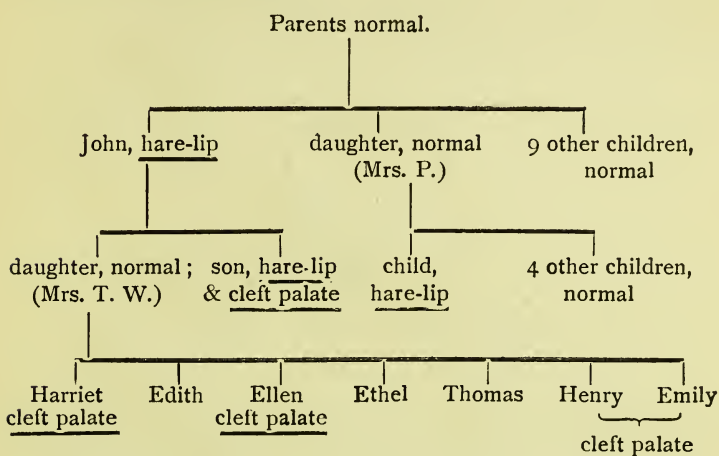 Parents normal.
John, hare-lip daughter, normal 9 other children,
(Mrs. P.) normal
daughter, normal ; son, hare-lip child, 4 other children,
(Mrs. T. W.) & cleft palate hare-lip normal
Harriet Edith Ellen Ethel Thomas Henry Emily
cleft palate cleft palate
cleft palate